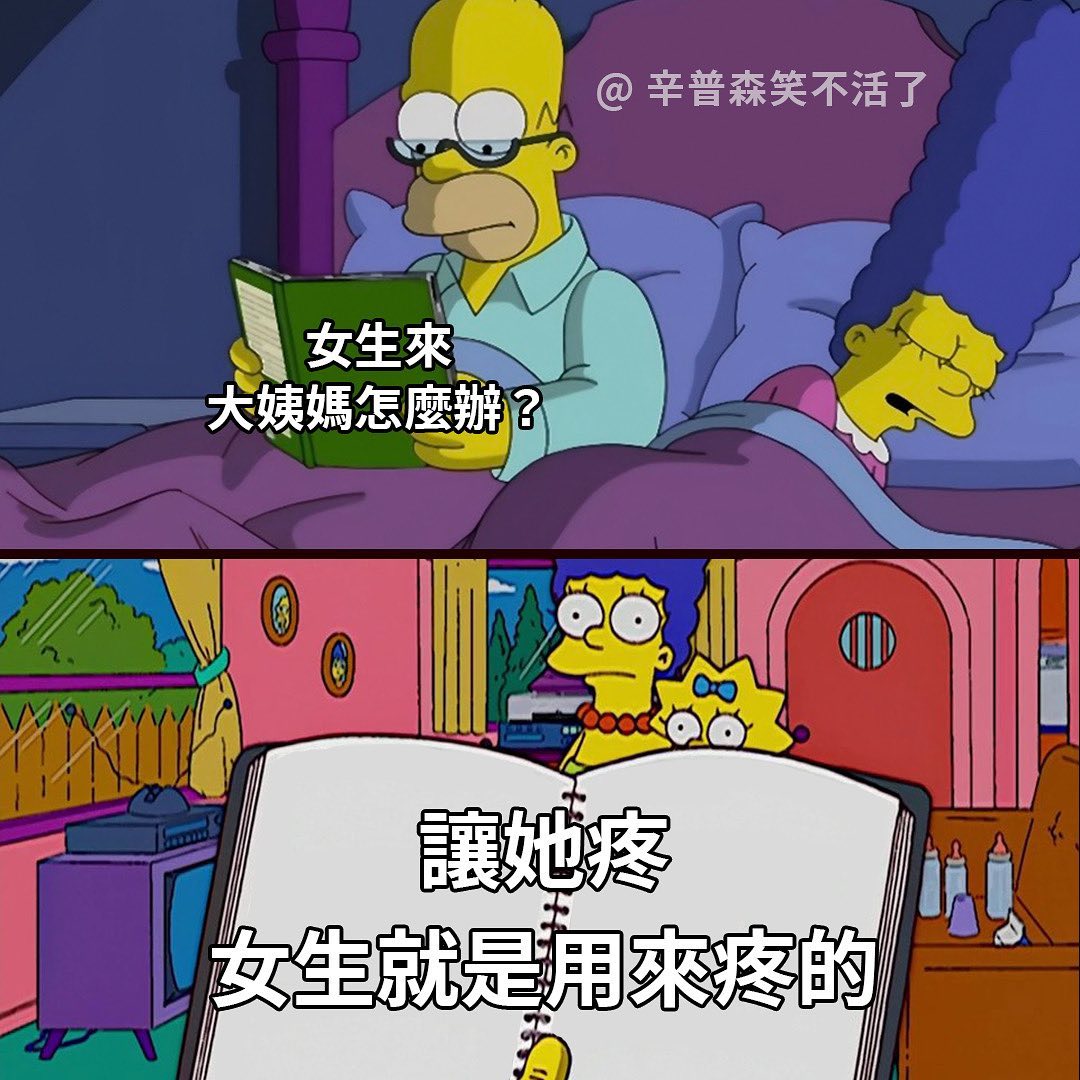 @ 辛普森笑不活了
女生來
大姨媽怎麼辦？
讓她疼
女生就是用來疼的